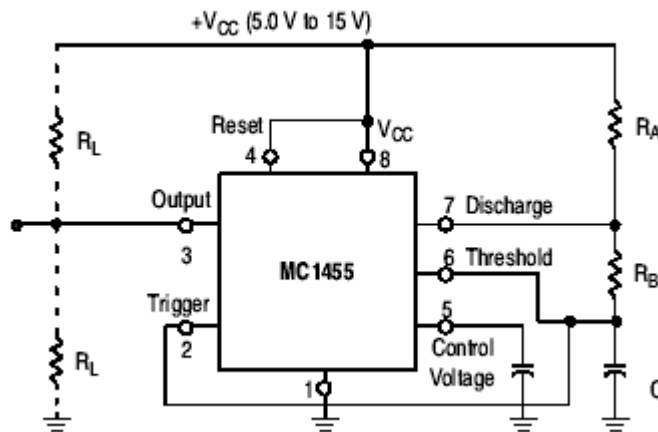 +VCC (5.0 V to 15 V)
RL
Reset
4
VCC
8
RA
Output
3
7 Discharge
6 Threshold
RB
MC1455
Trigger
2
5
Control
Voltage
RL
1
C